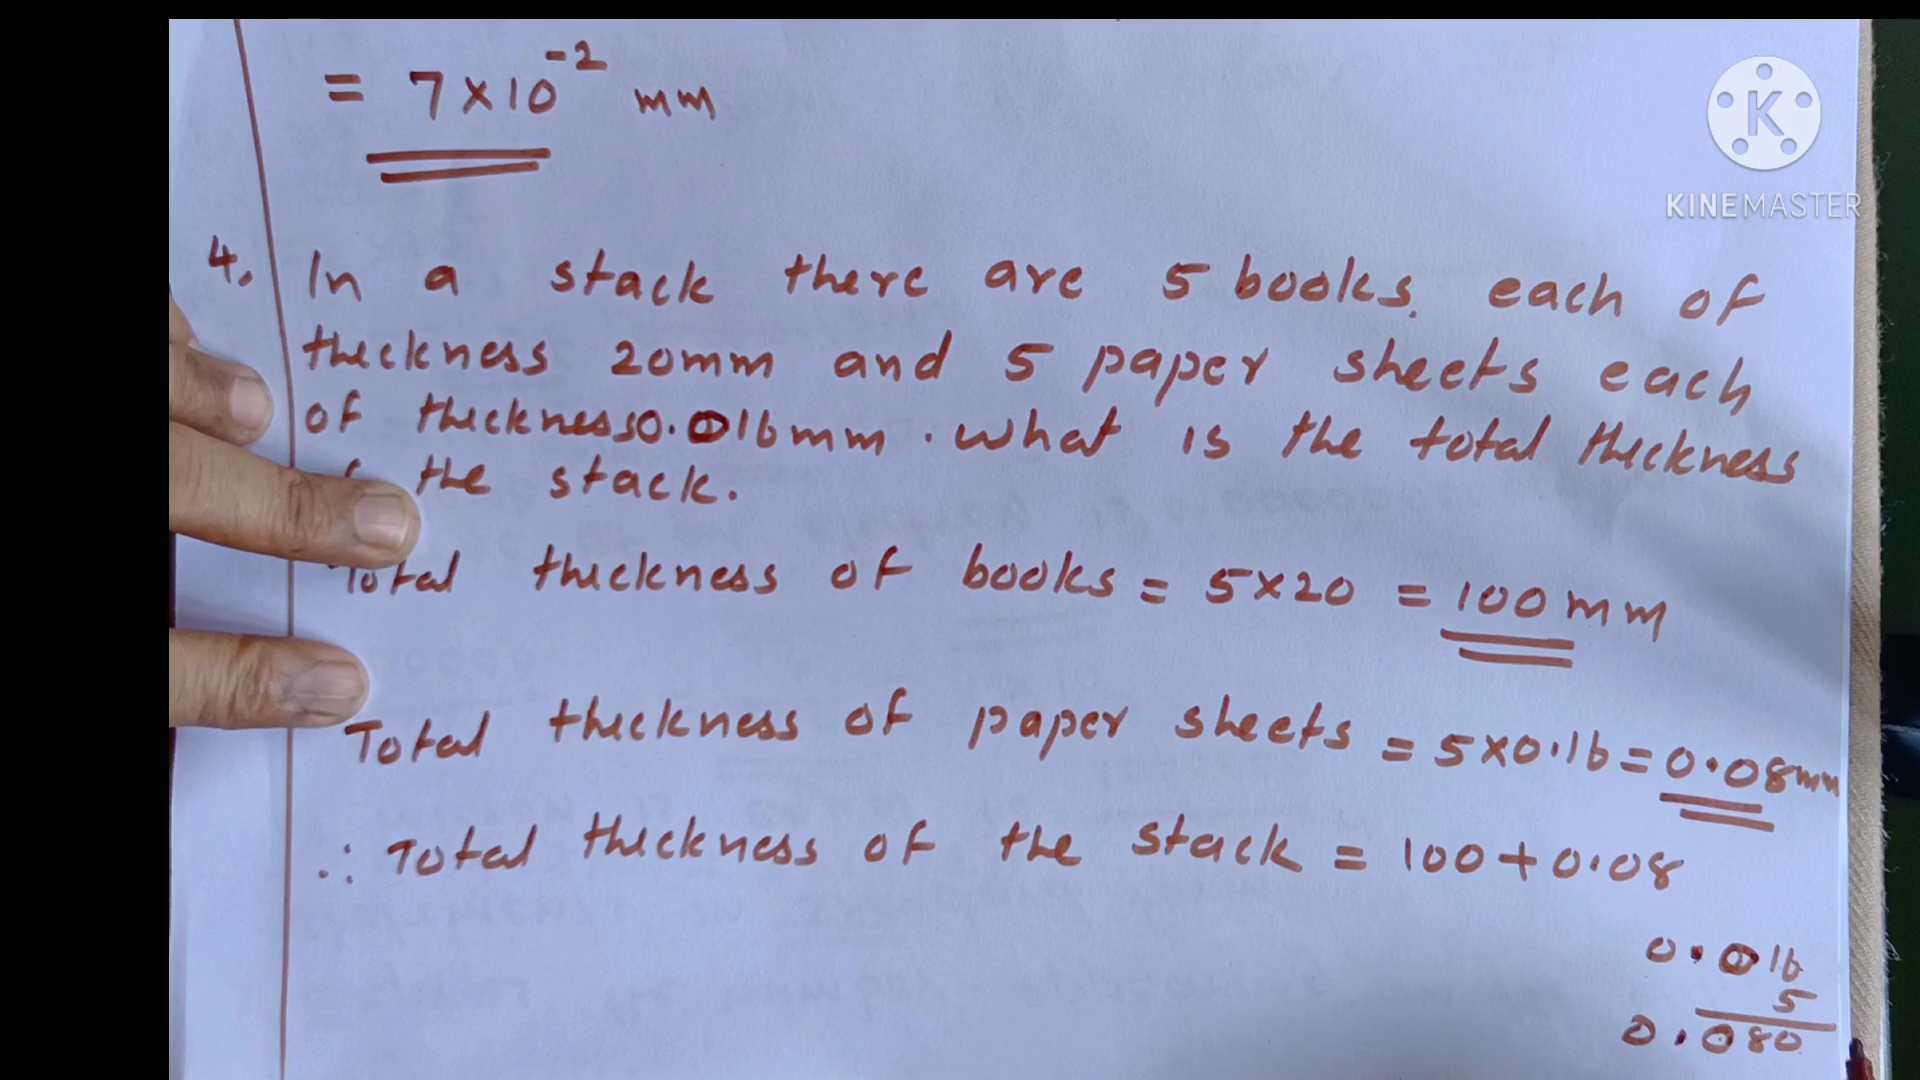 = 7×10⁻² mm
K
KINEMASTER
4. In a stack there are 5 books. each of
thickness 20mm and 5 paper sheets each
of thickness0.016mm. What is the total thickness
the stack.
Total thickness of books = 5×20 = 100mm
Total thickness of paper sheets = 5×0.16 = 0.08mm
∴ Total thickness of the stack = 100+0.08
0.016
5
0.080